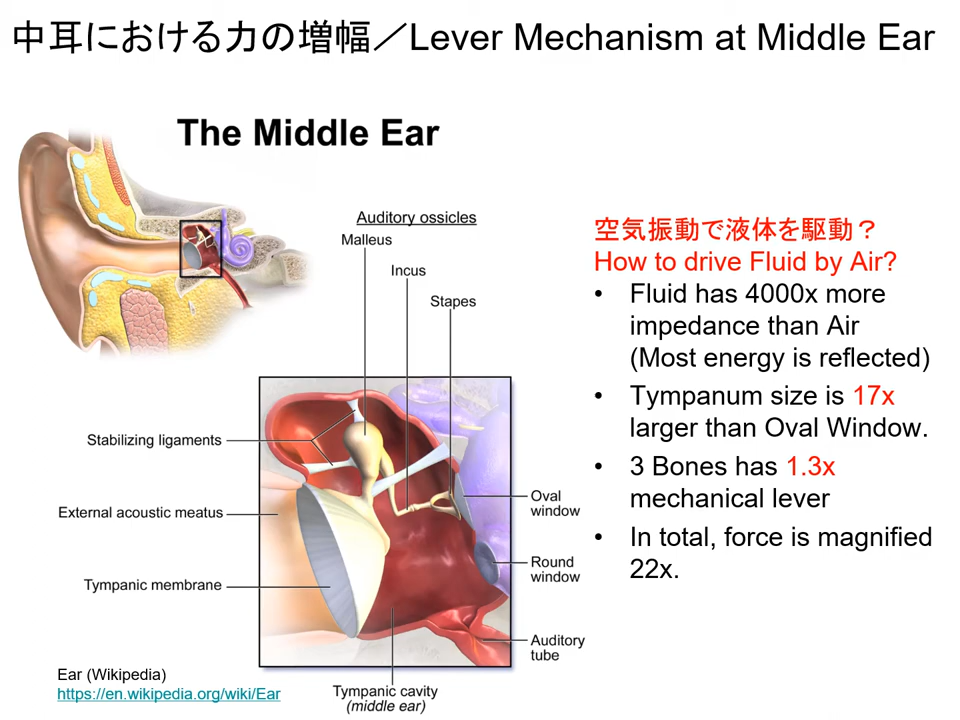 中耳における力の増幅／Lever Mechanism at Middle Ear
The Middle Ear
Auditory ossicles
Malleus
Incus
Stapes
Stabilizing ligaments
External acoustic meatus
Tympanic membrane
Oval
window
Round
window
Auditory
tube
Tympanic cavity
(middle ear)
Ear (Wikipedia)
https://en.wikipedia.org/wiki/Ear
空気振動で液体を駆動？
How to drive Fluid by Air?
• Fluid has 4000x more
impedance than Air
(Most energy is reflected)
• Tympanum size is 17x
larger than Oval Window.
• 3 Bones has 1.3x
mechanical lever
• In total, force is magnified
22x.